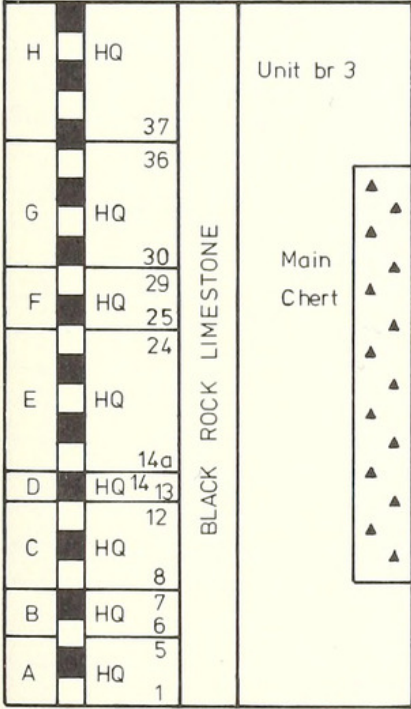 H HQ
37
Unit br 3
36
G HQ
30
Main
Chert
29
F HQ
25
24
E HQ
14a
D HQ 14 13
12
C HQ
8
7
B HQ
6
5
A HQ
1
BLACK ROCK LIMESTONE